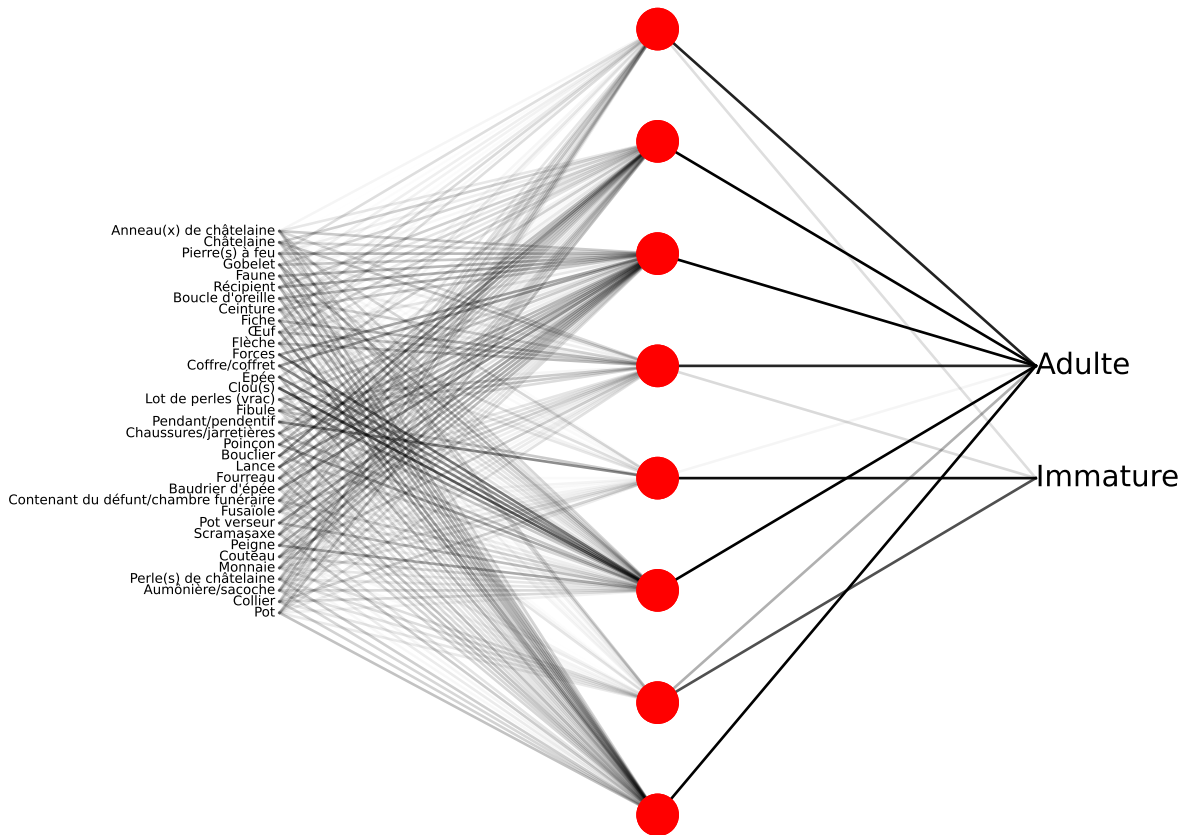 Anneau(x) de châtelaine
Châtelaine
Pierre(s) à feu
Gobelet
Faune
Récipient
Boucle d'oreille
Ceinture
Fiche
Œuf
Flèche
Forces
Coffre/coffret
Épée
Clou(s)
Lot de perles (vrac)
Fibule
Pendant/pendentif
Chaussures/jarretières
Poinçon
Bouclier
Lance
Fourreau
Baudrier d'épée
Contenant du défunt/chambre funéraire
Fusaïole
Pot verseur
Scramasaxe
Peigne
Couteau
Monnaie
Perle(s) de châtelaine
Aumônière/sacoche
Collier
Pot
Adulte
Immature